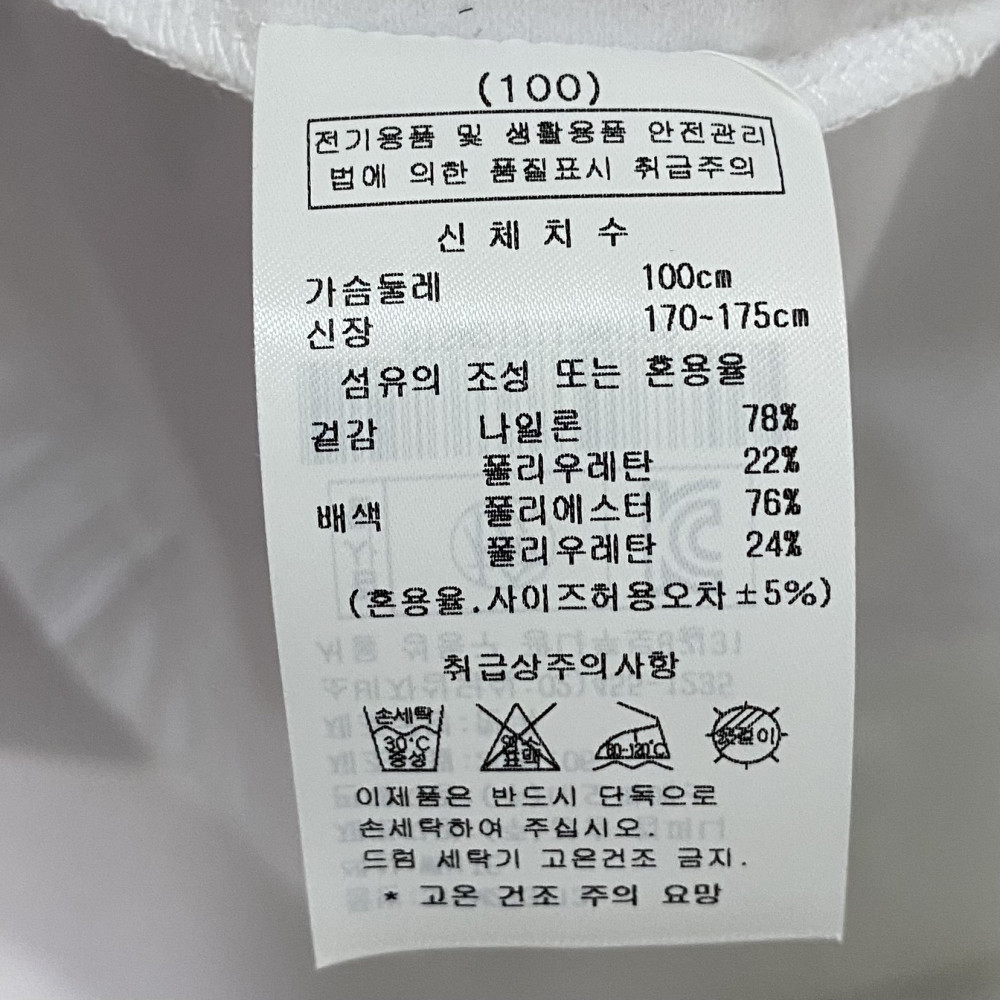 (100)
전기용품 및 생활용품 안전관리
법에 의한 품질표시 취급주의
신 체 치 수
가슴둘레 100cm
신장 170~175cm
섬유의 조성 또는 혼용율
겉감 나일론 78%
폴리우레탄 22%
배색 폴리에스터 76%
폴리우레탄 24%
(혼용율.사이즈허용오차±5%)
취급상주의사항
손세탁
30°C
중성
염소
표백
80-120°C
옷걸이
이제품은 반드시 단독으로
손세탁하여 주십시오.
드럼 세탁기 고온건조 금지.
* 고온 건조 주의 요망